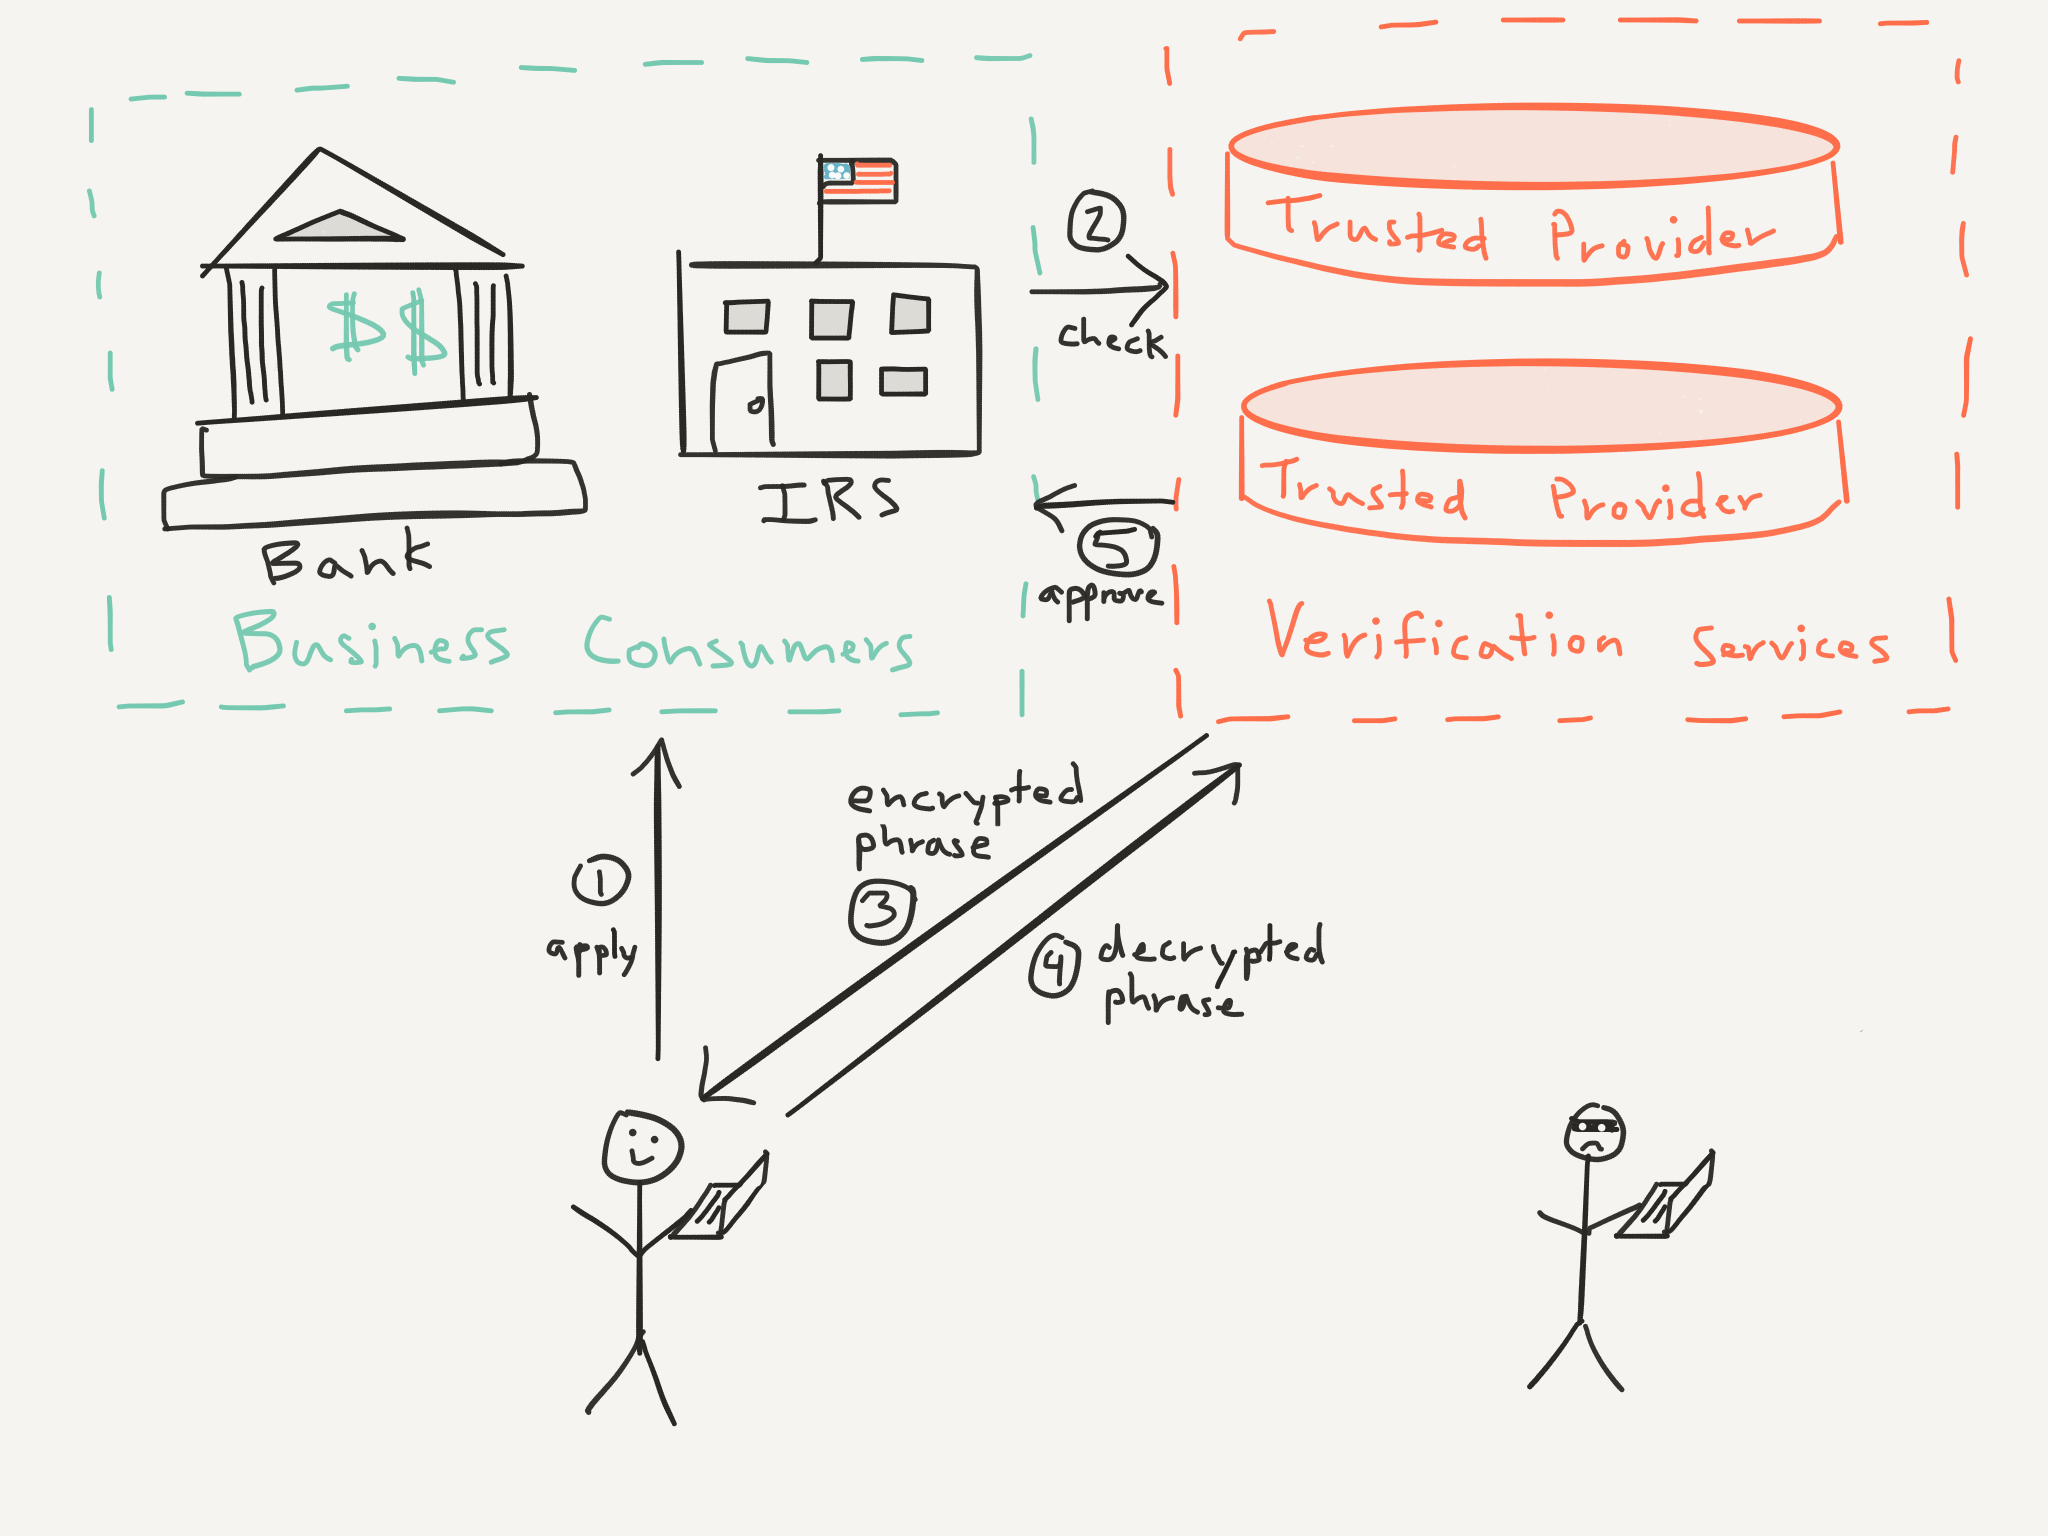 $$
Bank
IRS
Business Consumers
2
check
5
approve
Trusted Provider
Trusted Provider
Verification Services
1
apply
encrypted
phrase
3
4
decrypted
phrase